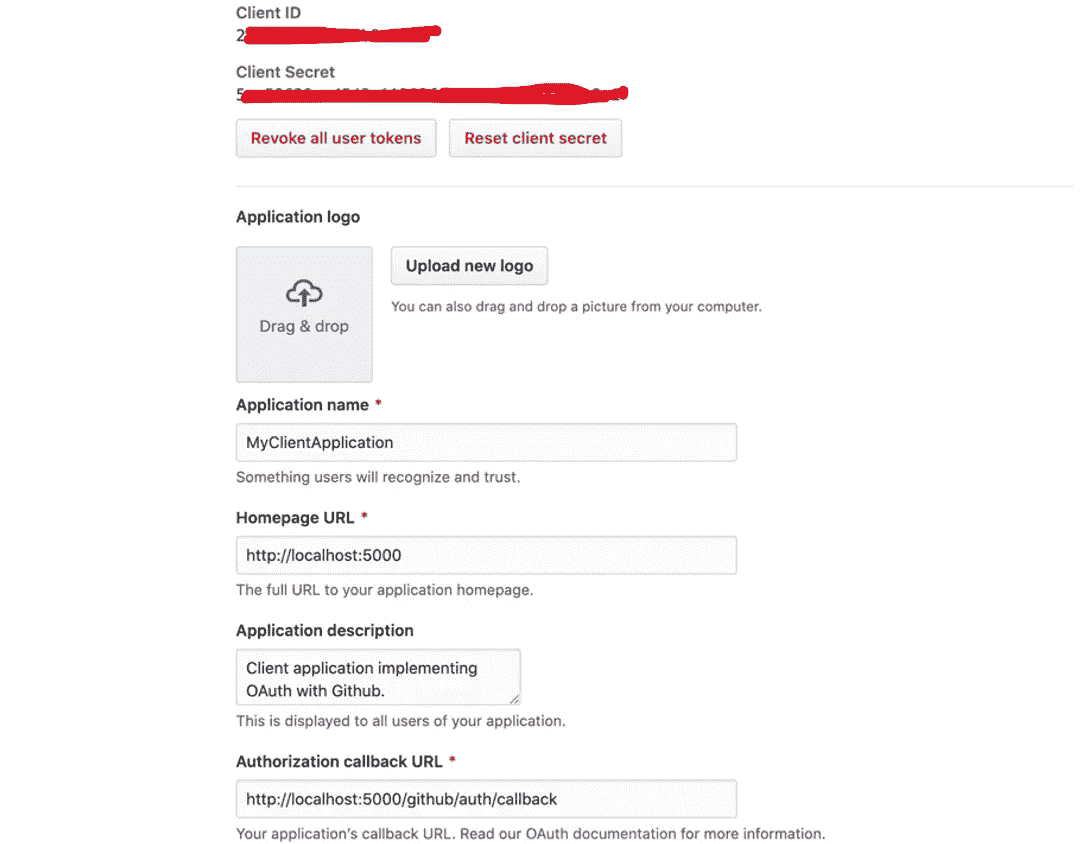 Client ID
Client Secret
Revoke all user tokens
Reset client secret
Application logo
Upload new logo
You can also drag and drop a picture from your computer.
Drag & drop
Application name *
MyClientApplication
Something users will recognize and trust.
Homepage URL *
http://localhost:5000
The full URL to your application homepage.
Application description
Client application implementing
OAuth with Github.
This is displayed to all users of your application.
Authorization callback URL *
http://localhost:5000/github/auth/callback
Your application's callback URL. Read our OAuth documentation for more information.